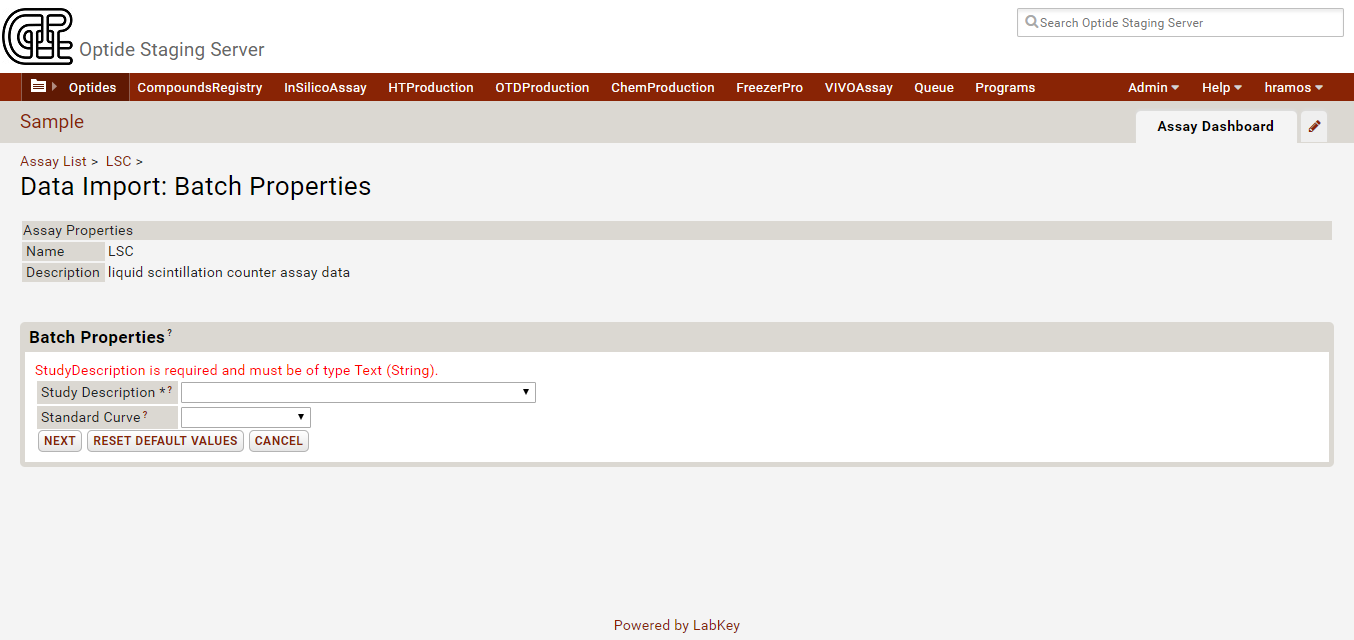 Optide Staging Server
Search Optide Staging Server
Optides CompoundsRegistry InSilicoAssay HTProduction OTDProduction ChemProduction FreezerPro VIVOAssay Queue Programs Admin Help hramos
Sample
Assay Dashboard
Assay List > LSC >
Data Import: Batch Properties
Assay Properties
Name LSC
Description liquid scintillation counter assay data
Batch Properties ?
StudyDescription is required and must be of type Text (String).
Study Description * ?
Standard Curve ?
NEXT RESET DEFAULT VALUES CANCEL
Powered by LabKey